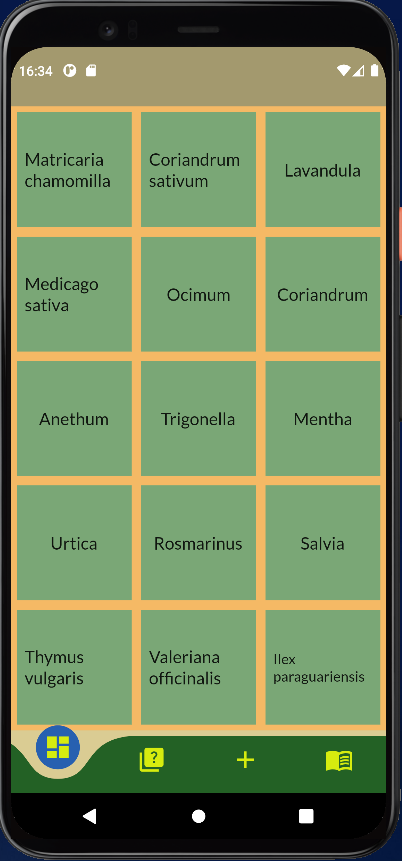 16:34
Matricaria
chamomilla
Coriandrum
sativum
Lavandula
Medicago
sativa
Ocimum
Coriandrum
Anethum
Trigonella
Mentha
Urtica
Rosmarinus
Salvia
Thymus
vulgaris
Valeriana
officinalis
Ilex
paraguariensis
?